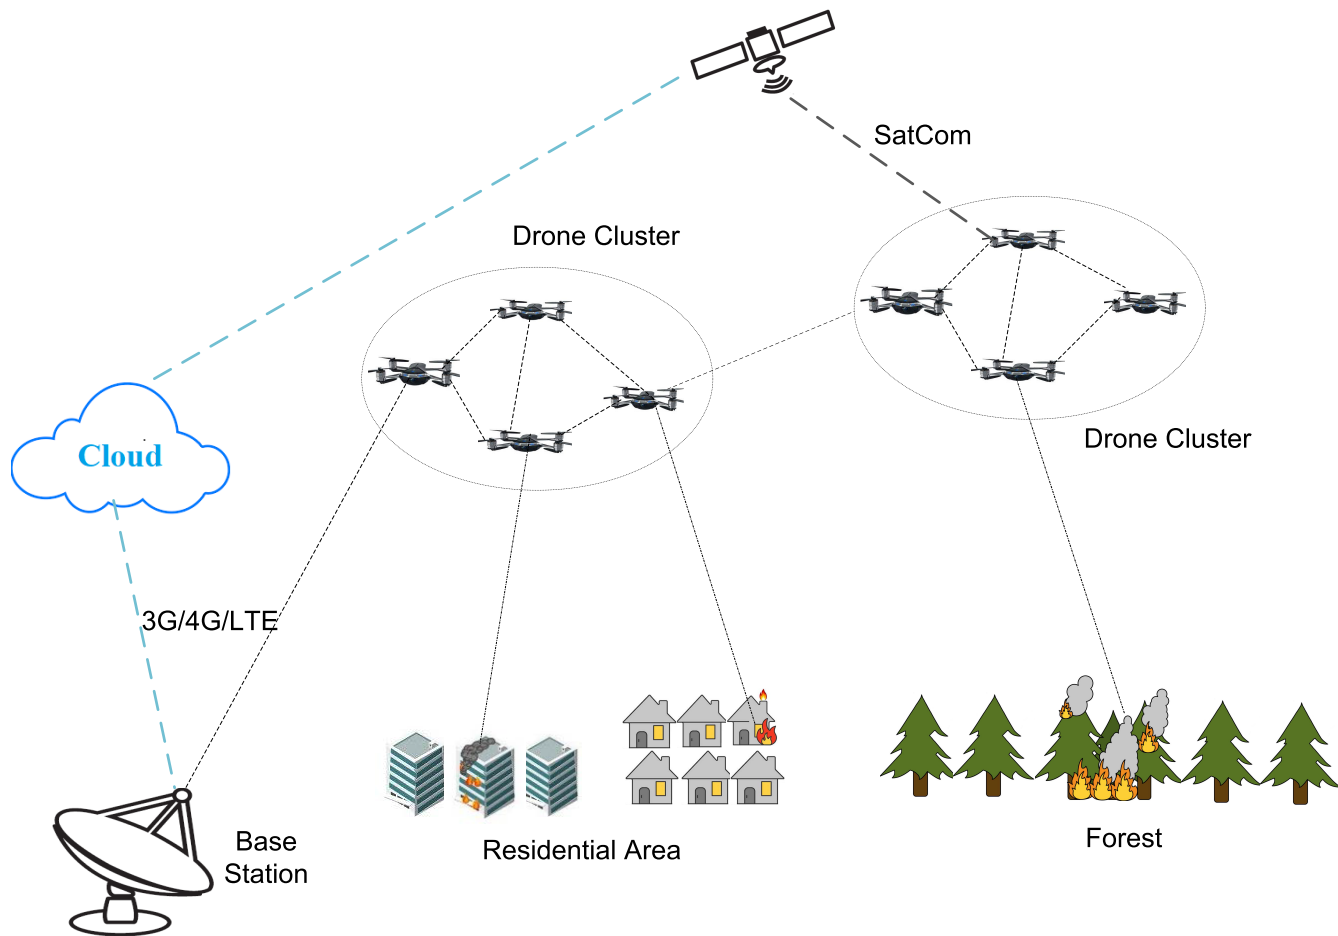 SatCom
Drone Cluster
Drone Cluster
Cloud
3G/4G/LTE
Base
Station
Residential Area
Forest